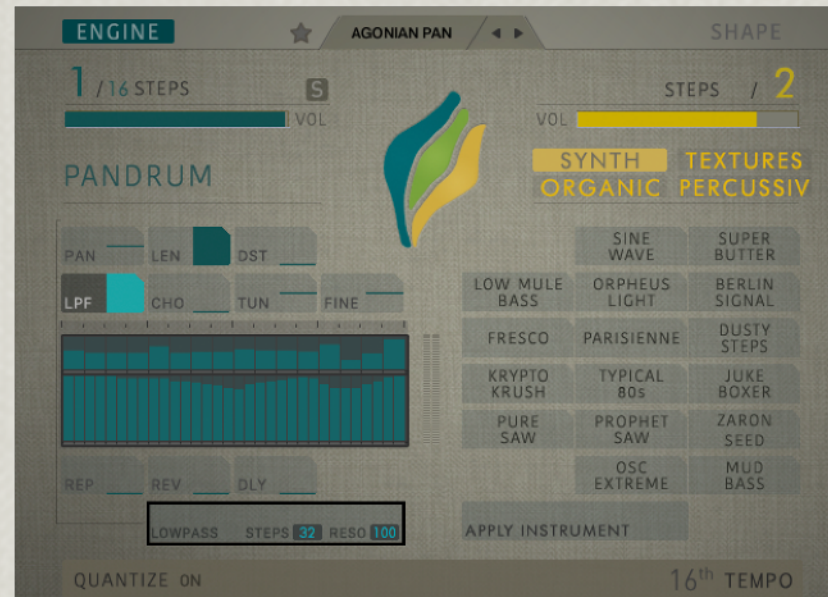 ENGINE
AGONIAN PAN
SHAPE
1 /16 STEPS
S
STEPS / 2
VOL
VOL
PANDRUM
SYNTH TEXTURES
ORGANIC PERCUSSIV
PAN LEN DST
LPF CHO TUN FINE
SINE WAVE
SUPER BUTTER
LOW MULE BASS
ORPHEUS LIGHT
BERLIN SIGNAL
FRESCO
PARISIENNE
DUSTY STEPS
KRYPTO KRUSH
TYPICAL 80s
JUKE BOXER
PURE SAW
PROPHET SAW
ZARON SEED
OSC EXTREME
MUD BASS
REP REV DLY
LOWPASS STEPS 32 RESO 100
APPLY INSTRUMENT
QUANTIZE ON
16th TEMPO